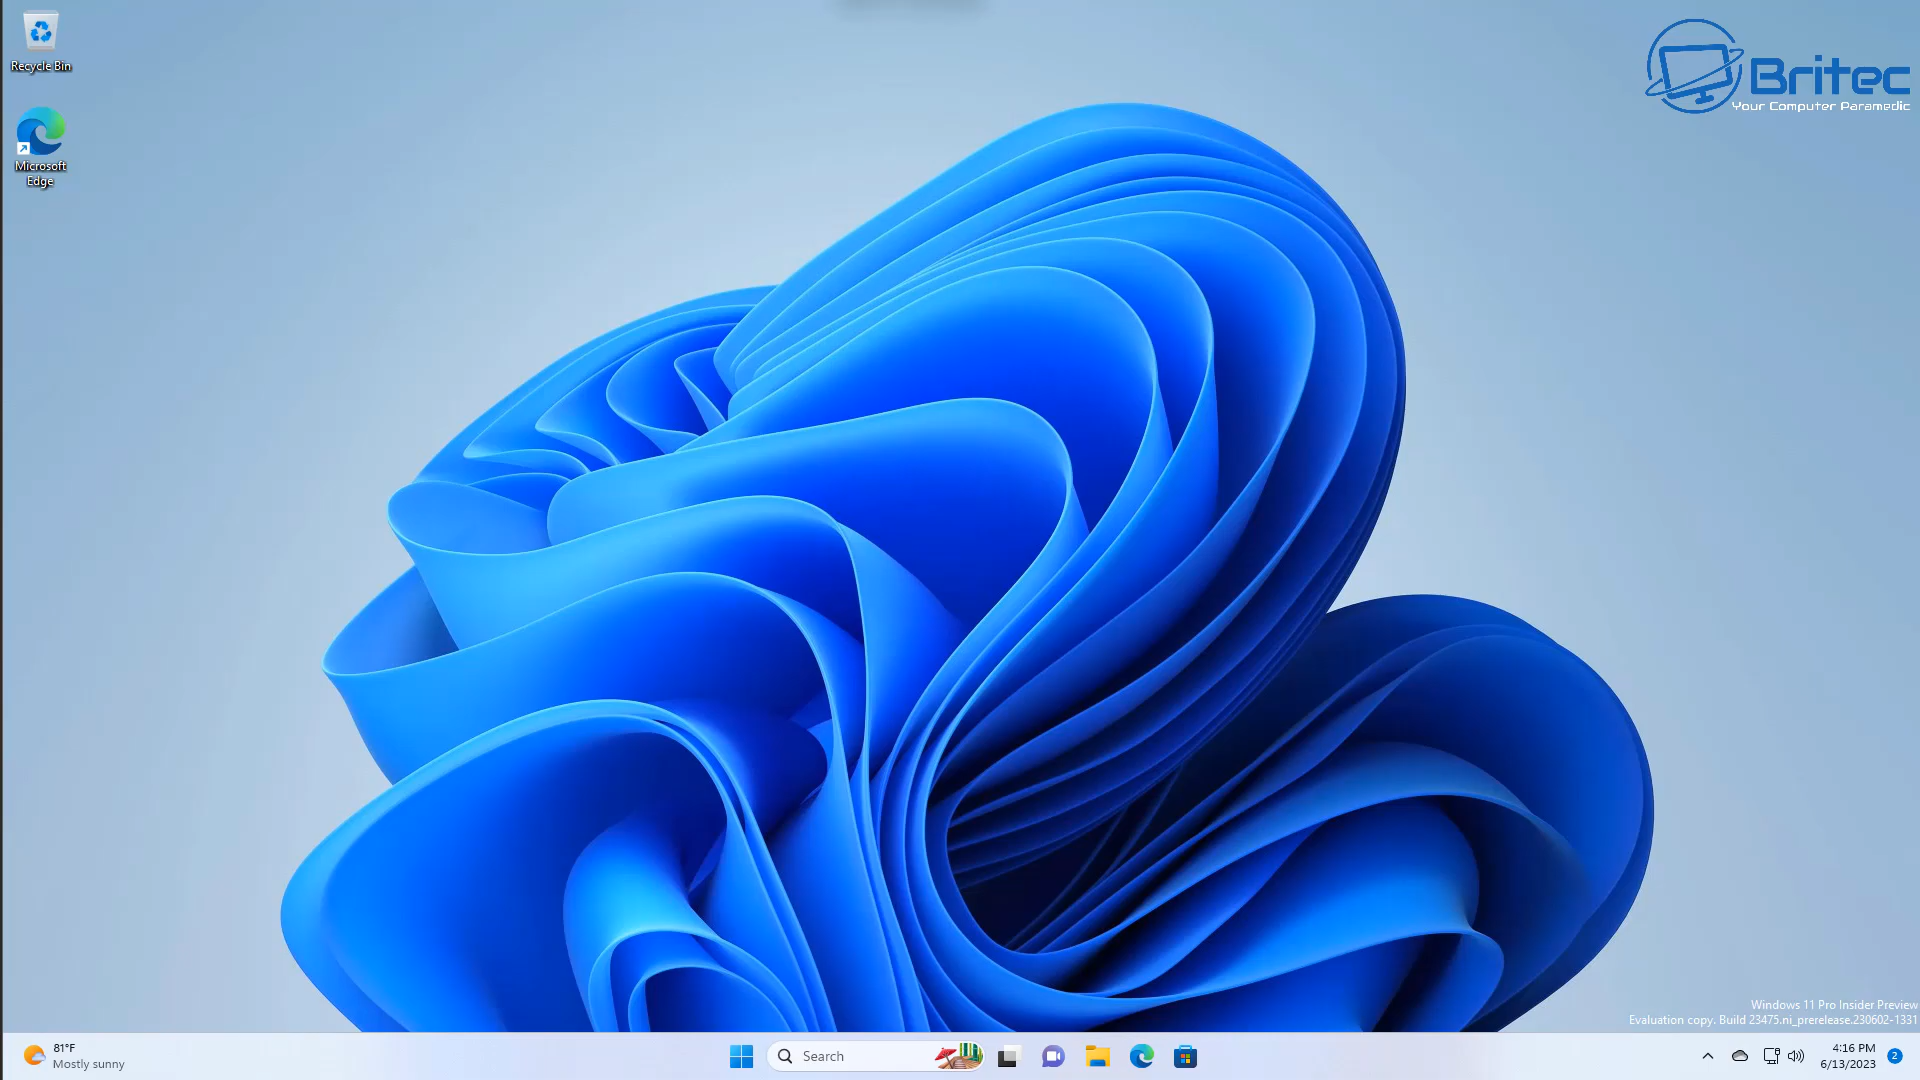 Recycle Bin
Britec
Your Computer Paramedic
Microsoft
Edge
Windows 11 Pro Insider Preview
Evaluation copy. Build 23475.ni_prerelease.230602-1331
81°F
Mostly sunny
Search
4:16 PM
6/13/2023
2